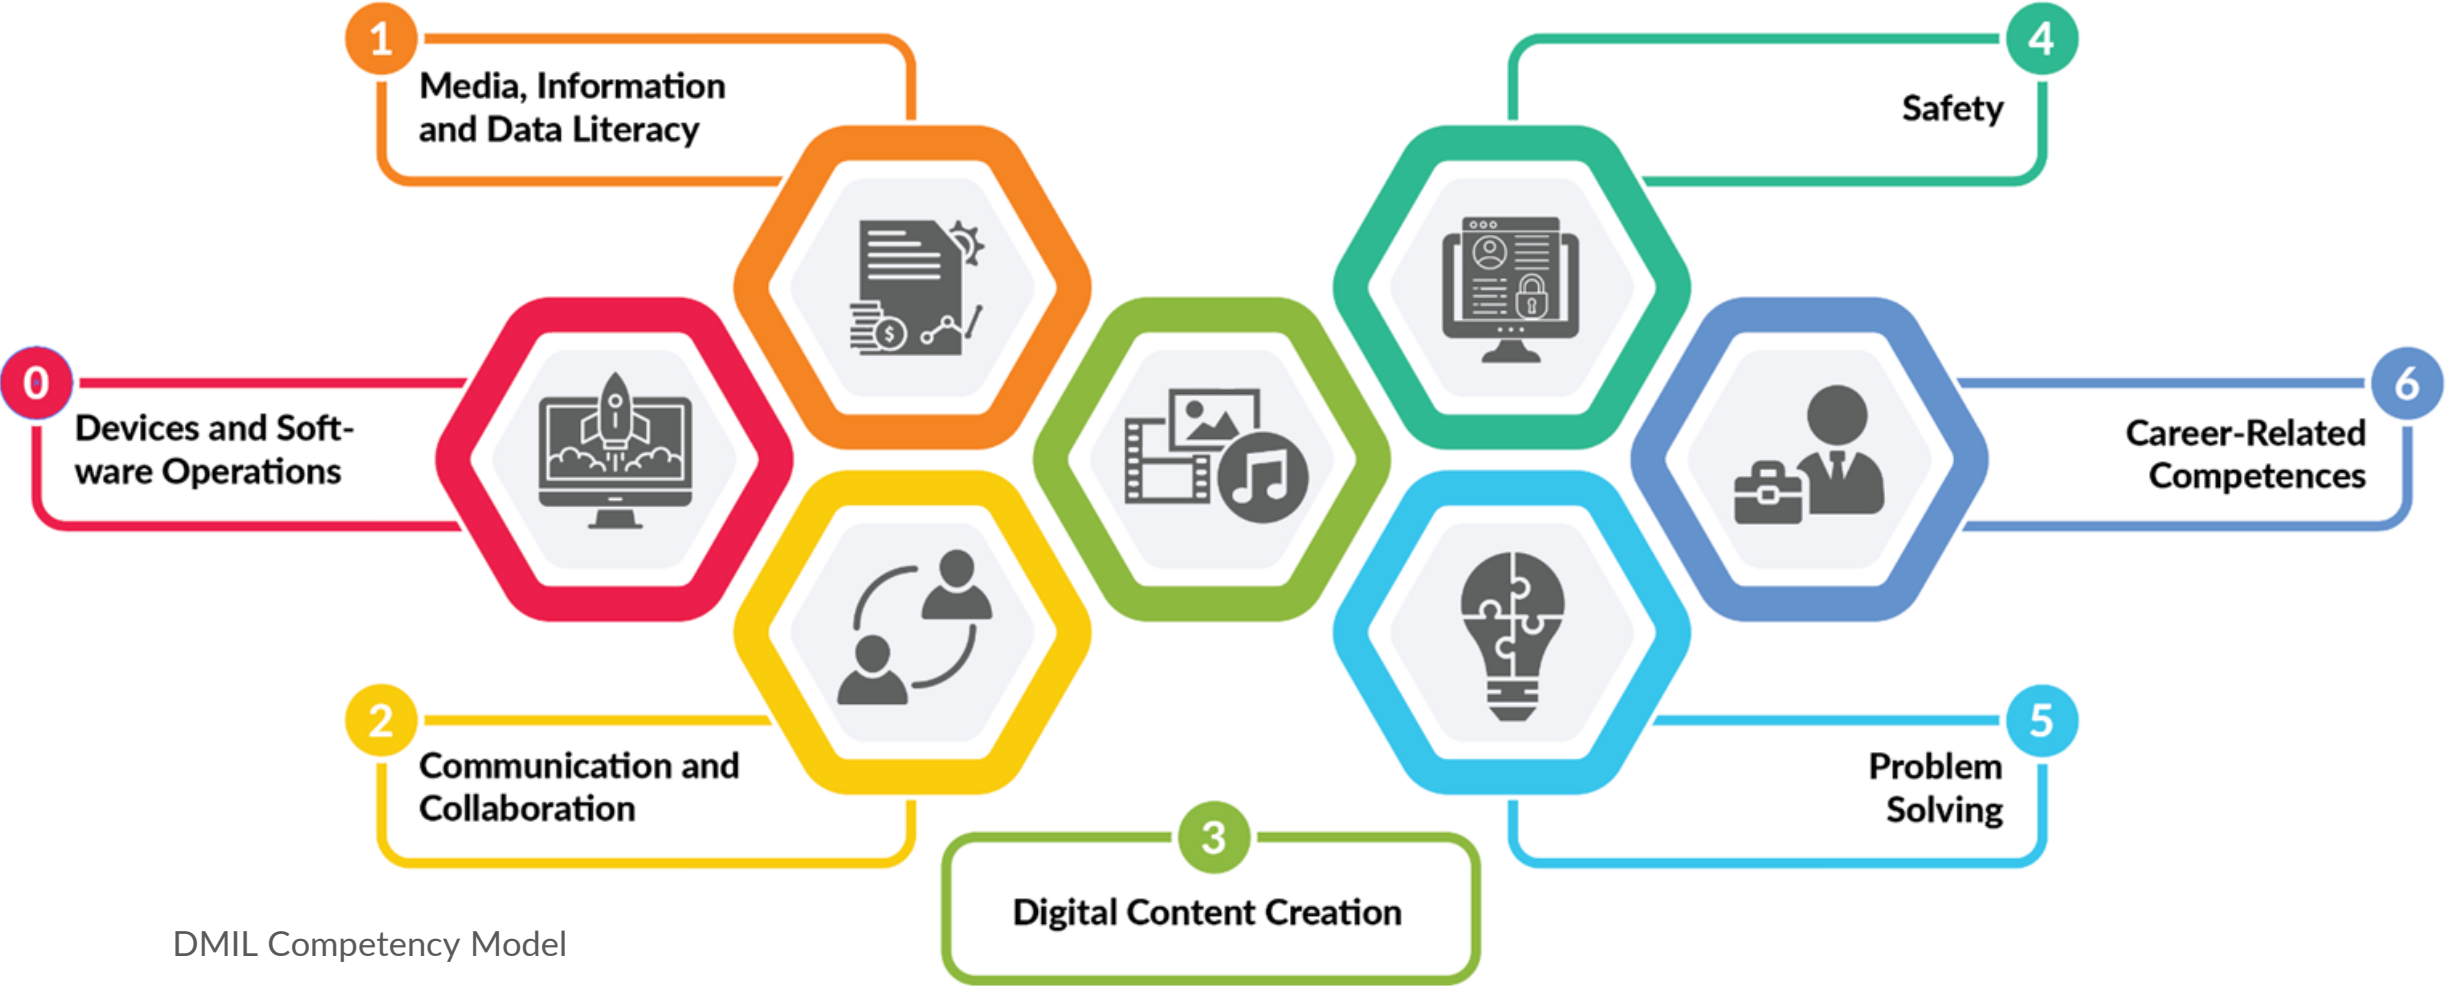 1
Media, Information
and Data Literacy
4
Safety
$
0
Devices and Soft-
ware Operations
6
Career-Related
Competences
2
Communication and
Collaboration
5
Problem
Solving
3
Digital Content Creation
DMIL Competency Model